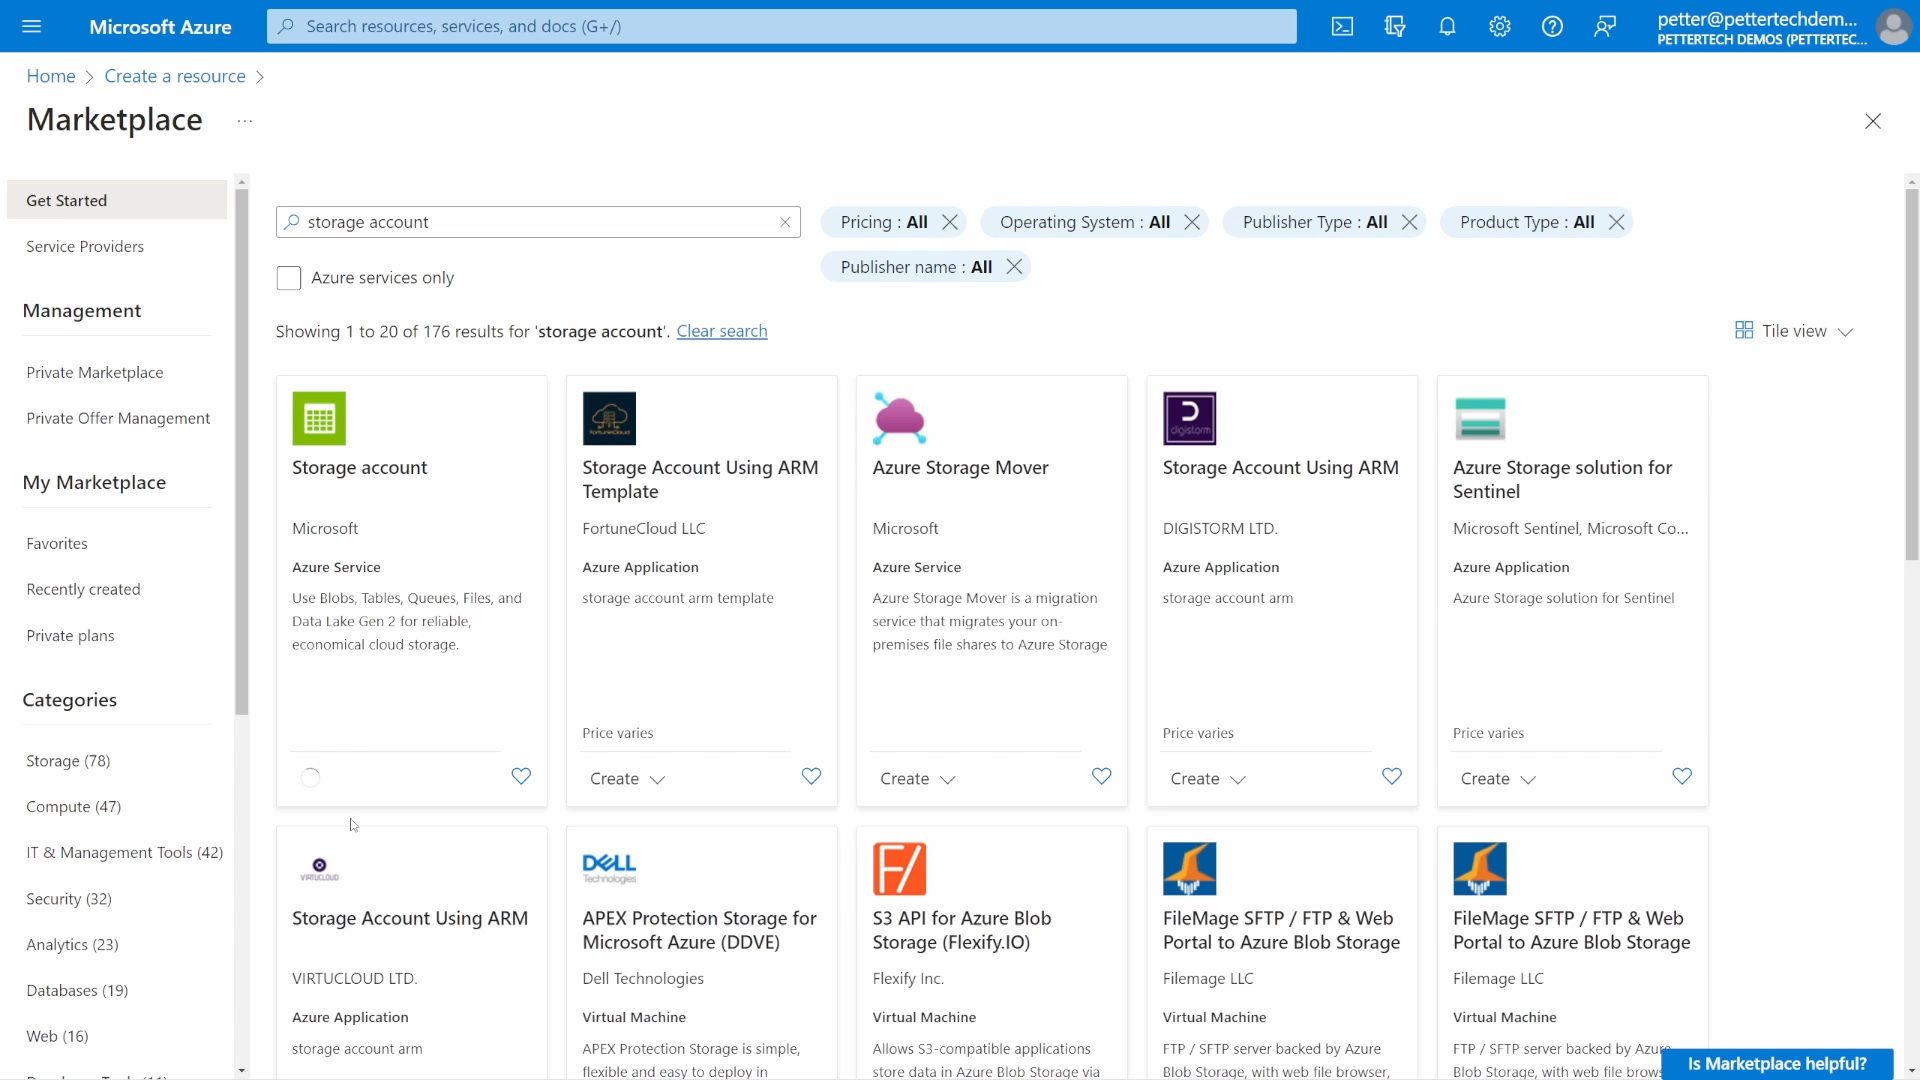 Microsoft Azure
Search resources, services, and docs (G+/)
petter@pettertechdem...
PETTERTECH DEMOS (PETTERTEC...
Home > Create a resource >
Marketplace ...
Get Started
Service Providers
Management
Private Marketplace
Private Offer Management
My Marketplace
Favorites
Recently created
Private plans
Categories
Storage (78)
Compute (47)
IT & Management Tools (42)
Security (32)
Analytics (23)
Databases (19)
Web (16)
storage account
Pricing : All
Operating System : All
Publisher Type : All
Product Type : All
Publisher name : All
Azure services only
Showing 1 to 20 of 176 results for 'storage account'. Clear search
Tile view
Storage account
Microsoft
Azure Service
Use Blobs, Tables, Queues, Files, and
Data Lake Gen 2 for reliable,
economical cloud storage.
FortuneCloud
Storage Account Using ARM
Template
FortuneCloud LLC
Azure Application
storage account arm template
Price varies
Create
Azure Storage Mover
Microsoft
Azure Service
Azure Storage Mover is a migration
service that migrates your on-
premises file shares to Azure Storage
Create
digistorm
Storage Account Using ARM
DIGISTORM LTD.
Azure Application
storage account arm
Price varies
Create
Azure Storage solution for
Sentinel
Microsoft Sentinel, Microsoft Co...
Azure Application
Azure Storage solution for Sentinel
Price varies
Create
VIRTUCLOUD
Storage Account Using ARM
VIRTUCLOUD LTD.
Azure Application
storage account arm
DELL
Technologies
APEX Protection Storage for
Microsoft Azure (DDVE)
Dell Technologies
Virtual Machine
APEX Protection Storage is simple,
flexible and easy to deploy in
F/
S3 API for Azure Blob
Storage (Flexify.IO)
Flexify Inc.
Virtual Machine
Allows S3-compatible applications
store data in Azure Blob Storage via
FileMage SFTP / FTP & Web
Portal to Azure Blob Storage
Filemage LLC
Virtual Machine
FTP / SFTP server backed by Azure
Blob Storage, with web file browser,
FileMage SFTP / FTP & Web
Portal to Azure Blob Storage
Filemage LLC
Virtual Machine
FTP / SFTP server backed by Azure
Blob Storage, with web file
Is Marketplace helpful?